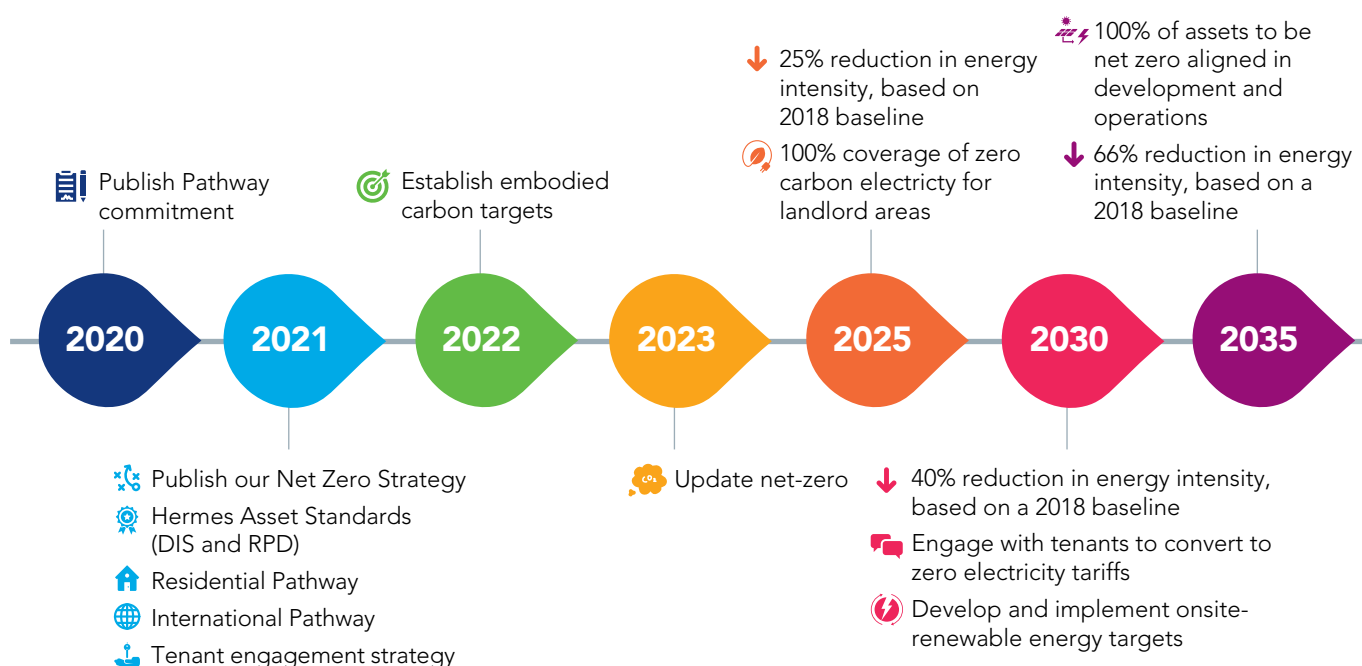 Publish Pathway
commitment
2020
2021
Publish our Net Zero Strategy
Hermes Asset Standards
(DIS and RPD)
Residential Pathway
International Pathway
Tenant engagement strategy
Establish embodied
carbon targets
2022
2023
CO₂
Update net-zero
25% reduction in energy
intensity, based on
2018 baseline
100% coverage of zero
carbon electricty for
landlord areas
2025
2030
40% reduction in energy intensity,
based on a 2018 baseline
Engage with tenants to convert to
zero electricity tariffs
Develop and implement onsite-
renewable energy targets
100% of assets to be
net zero aligned in
development and
operations
66% reduction in energy
intensity, based on a
2018 baseline
2035